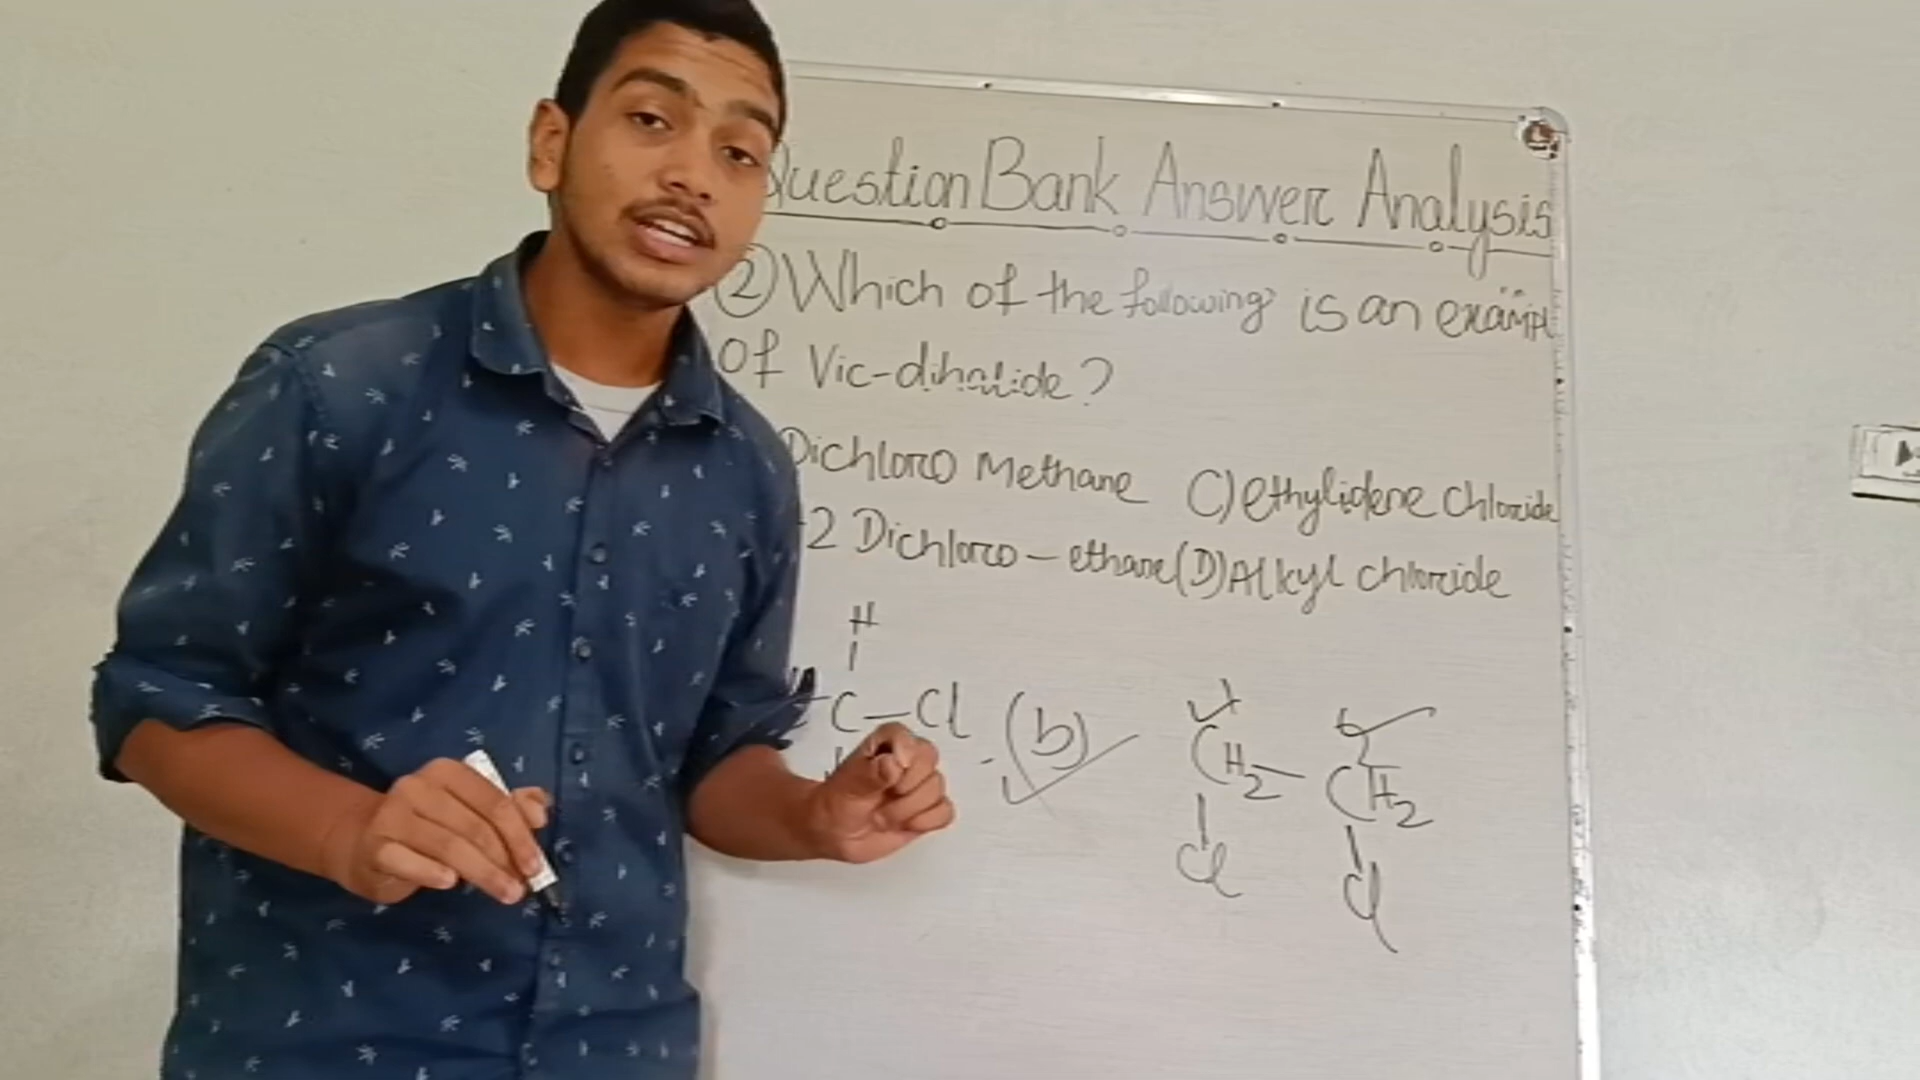 Question Bank Answer Analysis
② Which of the following is an exampl
of Vic-dihalide?
Dichloro Methane C) ethylidene chloride
-2 Dichloro-ethane (D) Alkyl chloride
H
C-Cl (b)
CH2-CH2
Cl Cl